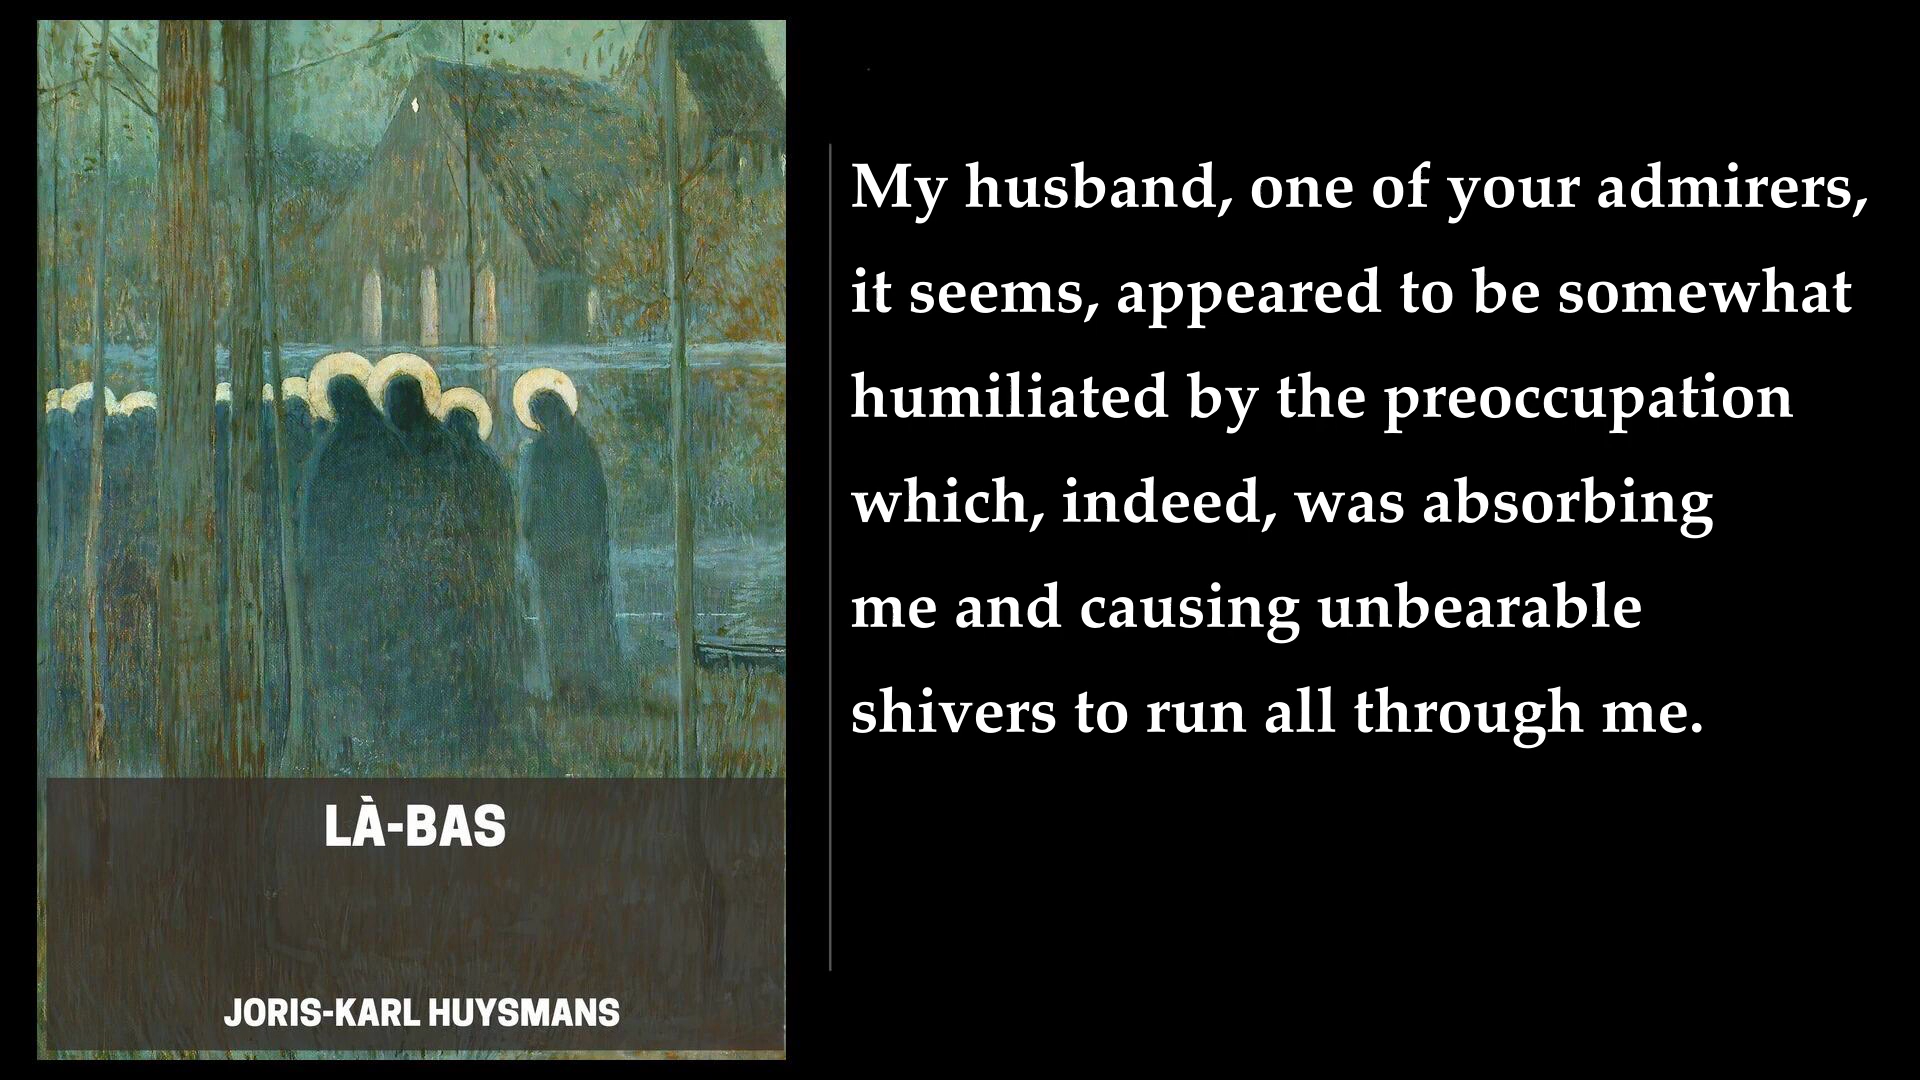 LÀ-BAS
JORIS-KARL HUYSMANS
My husband, one of your admirers,
it seems, appeared to be somewhat
humiliated by the preoccupation
which, indeed, was absorbing
me and causing unbearable
shivers to run all through me.